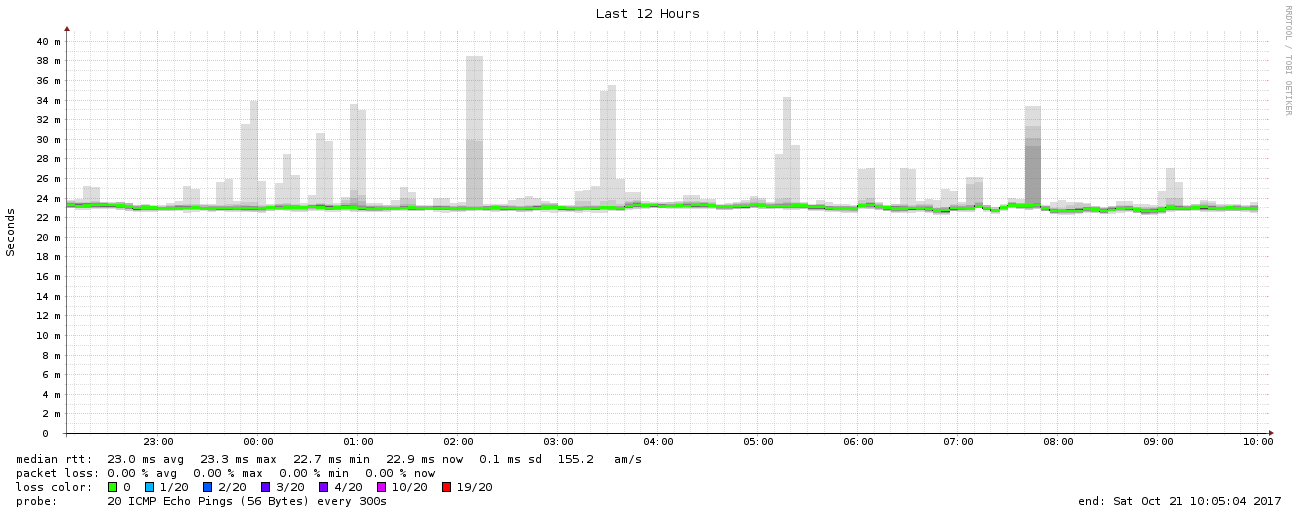 Last 12 Hours
RRDTOOL / TOBI OETIKER
Seconds
40 m
38 m
36 m
34 m
32 m
30 m
28 m
26 m
24 m
22 m
20 m
18 m
16 m
14 m
12 m
10 m
8 m
6 m
4 m
2 m
0
23:00 00:00 01:00 02:00 03:00 04:00 05:00 06:00 07:00 08:00 09:00 10:00
median rtt: 23.0 ms avg 23.3 ms max 22.7 ms min 22.9 ms now 0.1 ms sd 155.2 am/s
packet loss: 0.00 % avg 0.00 % max 0.00 % min 0.00 % now
loss color: 0 1/20 2/20 3/20 4/20 10/20 19/20
probe: 20 ICMP Echo Pings (56 Bytes) every 300s end: Sat Oct 21 10:05:04 2017